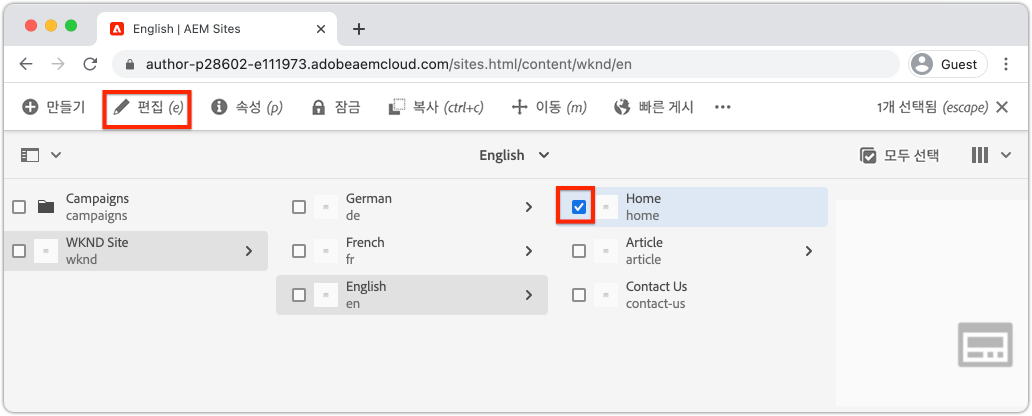 English | AEM Sites
author-p28602-e111973.adobeaemcloud.com/sites.html/content/wknd/en
Guest
만들기 편집 (e) 속성 (p) 잠금 복사 (ctrl+c) 이동 (m) 빠른 게시 ••• 1개 선택됨 (escape)
English
모두 선택
Campaigns
campaigns
WKND Site
wknd
German
de
French
fr
English
en
Home
home
Article
article
Contact Us
contact-us